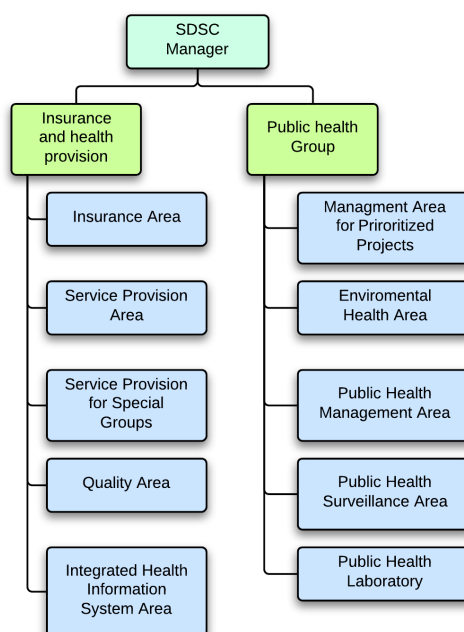 SDSC
Manager
Insurance
and health
provision
Public health
Group
Insurance Area
Service Provision
Area
Service Provision
for Special
Groups
Quality Area
Integrated Health
Information
System Area
Managment Area
for Priroritized
Projects
Enviromental
Health Area
Public Health
Management Area
Public Health
Surveillance Area
Public Health
Laboratory